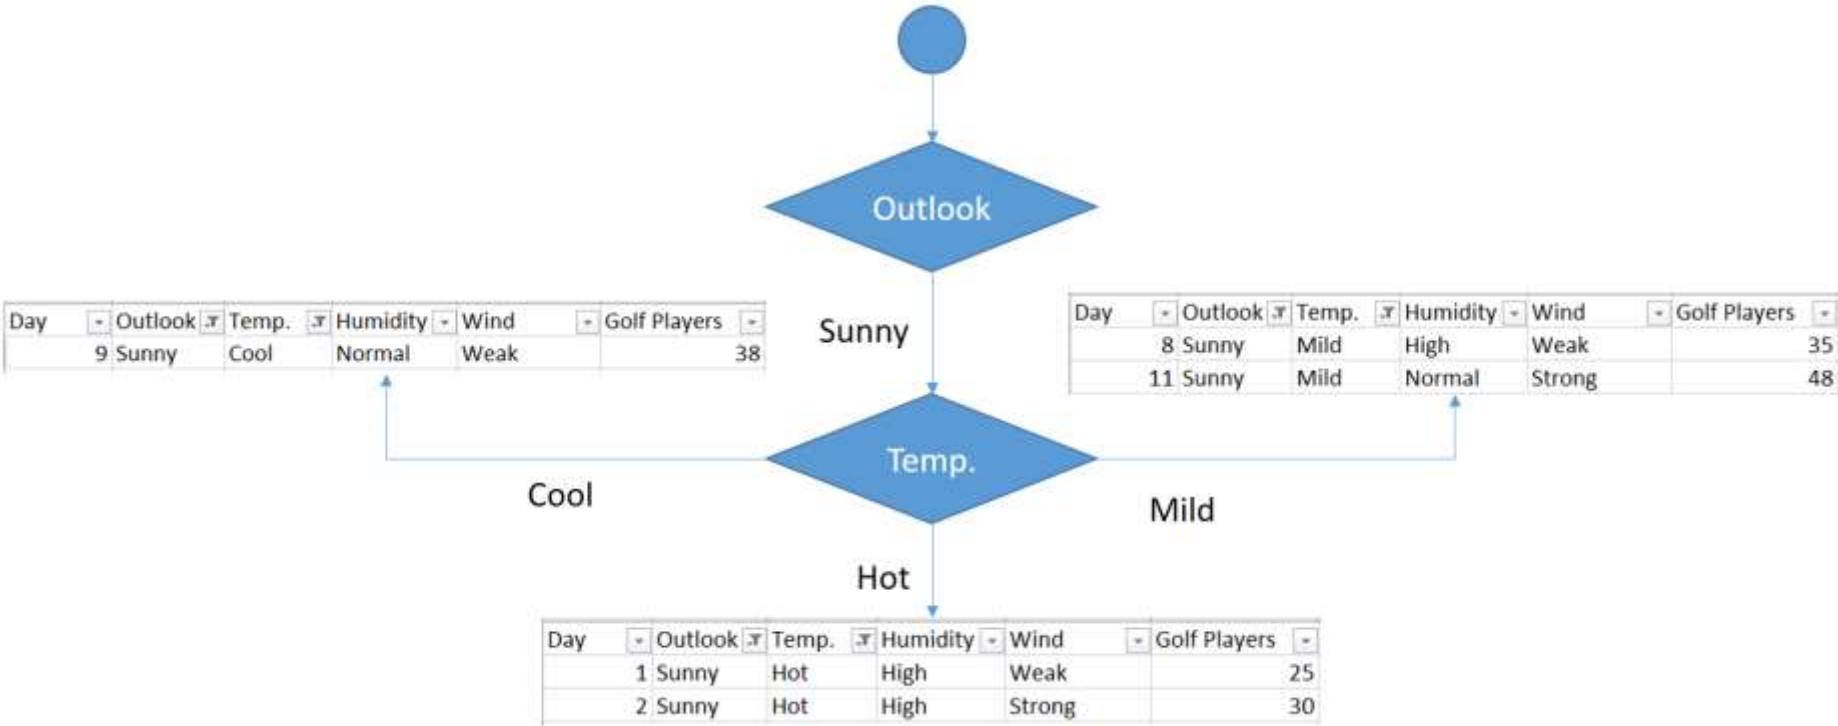 Outlook
Sunny
Day Outlook Temp. Humidity Wind Golf Players
9 Sunny Cool Normal Weak 38
Day Outlook Temp. Humidity Wind Golf Players
8 Sunny Mild High Weak 35
11 Sunny Mild Normal Strong 48
Temp.
Cool
Mild
Hot
Day Outlook Temp. Humidity Wind Golf Players
1 Sunny Hot High Weak 25
2 Sunny Hot High Strong 30